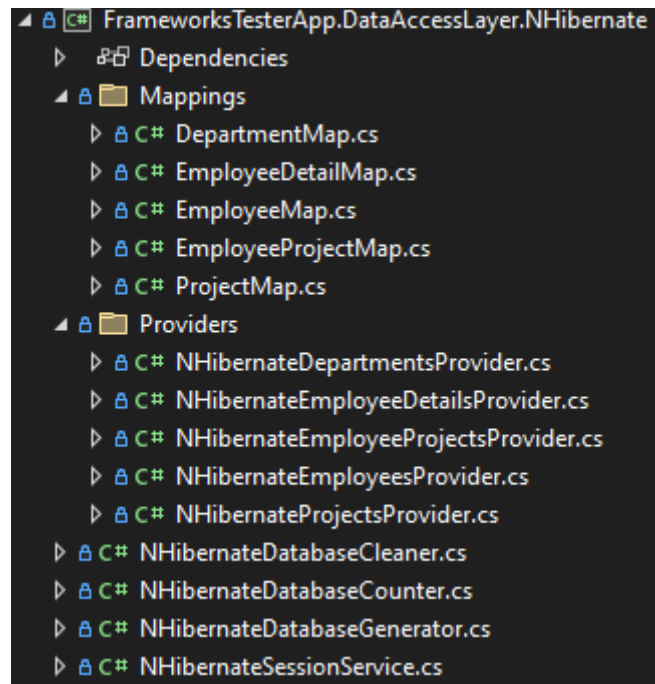 C# FrameworksTesterApp.DataAccessLayer.NHibernate
Dependencies
Mappings
C# DepartmentMap.cs
C# EmployeeDetailMap.cs
C# EmployeeMap.cs
C# EmployeeProjectMap.cs
C# ProjectMap.cs
Providers
C# NHibernateDepartmentsProvider.cs
C# NHibernateEmployeeDetailsProvider.cs
C# NHibernateEmployeeProjectsProvider.cs
C# NHibernateEmployeesProvider.cs
C# NHibernateProjectsProvider.cs
C# NHibernateDatabaseCleaner.cs
C# NHibernateDatabaseCounter.cs
C# NHibernateDatabaseGenerator.cs
C# NHibernateSessionService.cs